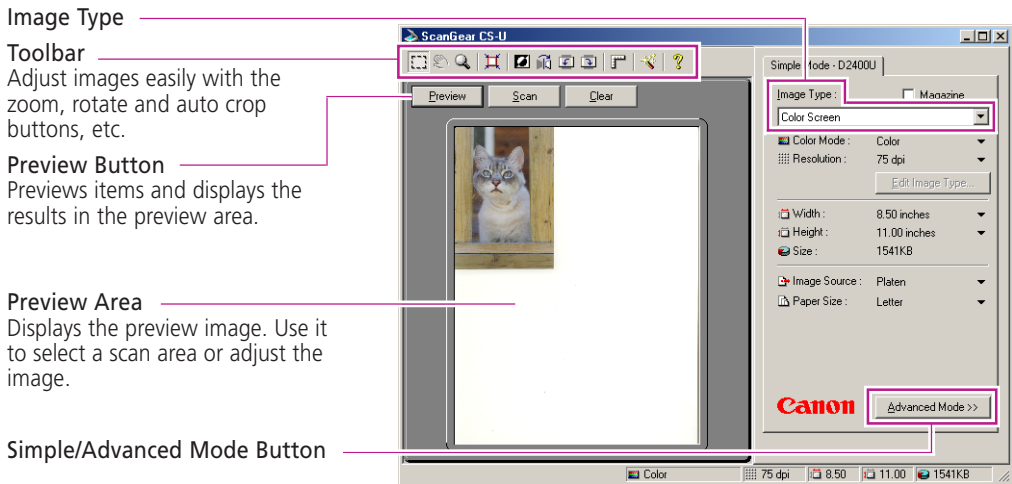 Image Type
Toolbar
Adjust images easily with the
zoom, rotate and auto crop
buttons, etc.
Preview Button
Previews items and displays the
results in the preview area.
Preview Area
Displays the preview image. Use it
to select a scan area or adjust the
image.
Simple/Advanced Mode Button
ScanGear CS-U
Preview Scan Clear
Simple Mode - D2400U
Image Type : Magazine
Color Screen
Color Mode : Color
Resolution : 75 dpi
Edit Image Type...
Width : 8.50 inches
Height : 11.00 inches
Size : 1541KB
Image Source : Platen
Paper Size : Letter
Canon Advanced Mode >>
Color 75 dpi 8.50 11.00 1541KB